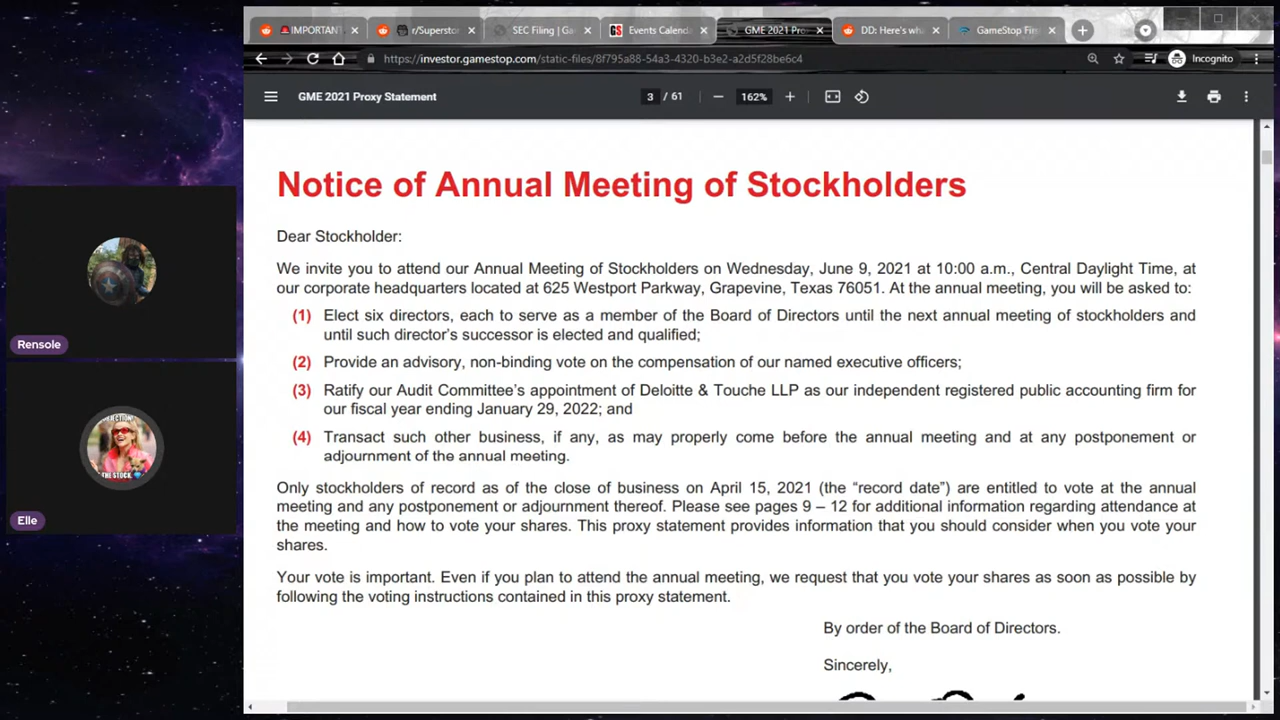 IMPORTANT
r/Superstor
SEC Filing | Ga
Events Calenda
GME 2021 Pro
DD: Here's wh
GameStop Fin
https://investor.gamestop.com/static-files/8f795a88-54a3-4320-b3e2-a2d5f28be6c4
Incognito
GME 2021 Proxy Statement
3 / 61
162%
Notice of Annual Meeting of Stockholders
Dear Stockholder:
We invite you to attend our Annual Meeting of Stockholders on Wednesday, June 9, 2021 at 10:00 a.m., Central Daylight Time, at
our corporate headquarters located at 625 Westport Parkway, Grapevine, Texas 76051. At the annual meeting, you will be asked to:
(1) Elect six directors, each to serve as a member of the Board of Directors until the next annual meeting of stockholders and
until such director’s successor is elected and qualified;
(2) Provide an advisory, non-binding vote on the compensation of our named executive officers;
(3) Ratify our Audit Committee’s appointment of Deloitte & Touche LLP as our independent registered public accounting firm for
our fiscal year ending January 29, 2022; and
(4) Transact such other business, if any, as may properly come before the annual meeting and at any postponement or
adjournment of the annual meeting.
Only stockholders of record as of the close of business on April 15, 2021 (the “record date”) are entitled to vote at the annual
meeting and any postponement or adjournment thereof. Please see pages 9 – 12 for additional information regarding attendance at
the meeting and how to vote your shares. This proxy statement provides information that you should consider when you vote your
shares.
Your vote is important. Even if you plan to attend the annual meeting, we request that you vote your shares as soon as possible by
following the voting instructions contained in this proxy statement.
By order of the Board of Directors.
Sincerely,
Rensole
THE STOCK
Elle